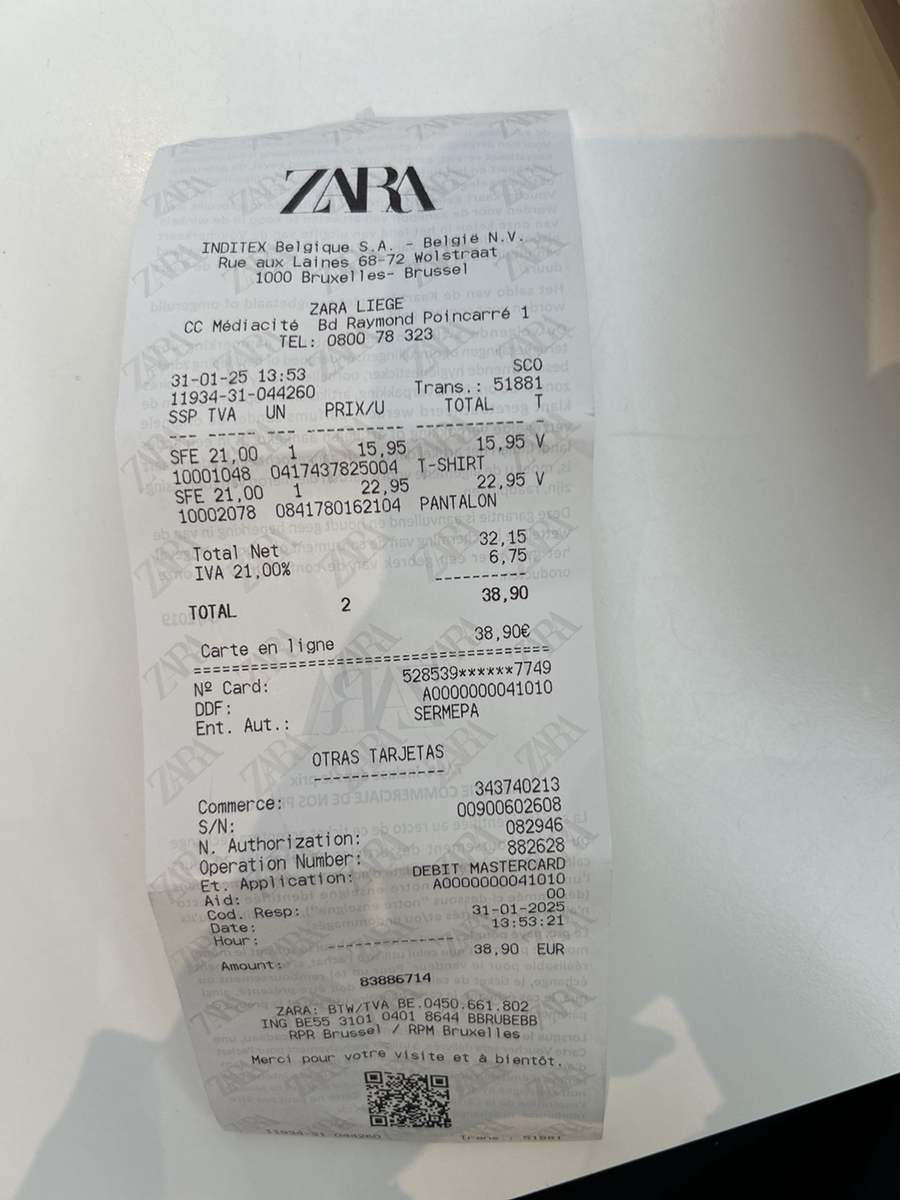 ZARA
INDITEX Belgique S.A. - België N.V.
Rue aux Laines 68-72 Wolstraat
1000 Bruxelles- Brussel
ZARA LIEGE
CC Médiacité Bd Raymond Poincarré 1
TEL: 0800 78 323
SCO
31-01-25 13:53
11934-31-044260 Trans.: 51881
SSP TVA UN PRIX/U TOTAL T
SFE 21,00 1 15,95 15,95 V
10001048 0417437825004 T-SHIRT
SFE 21,00 1 22,95 22,95 V
10002078 0841780162104 PANTALON
Total Net 32,15
IVA 21,00% 6,75
TOTAL 2 38,90
Carte en ligne 38,90€
Nº Card: 528539******7749
DDF: A0000000041010
Ent. Aut.: SERMEPA
OTRAS TARJETAS
Commerce: 343740213
S/N: 00900602608
N. Authorization: 082946
Operation Number: 882628
Et. Application: DEBIT MASTERCARD
Aid: A0000000041010
Cod. Resp: 00
Date: 31-01-2025
Hour: 13:53:21
Amount: 38,90 EUR
83886714
ZARA: BTW/TVA BE.0450.661.802
ING BE55 3101 0401 8644 BBRUBEBB
RPR Brussel / RPM Bruxelles
Merci pour votre visite et à bientôt.
11934-31-044260 Trans.: 51881